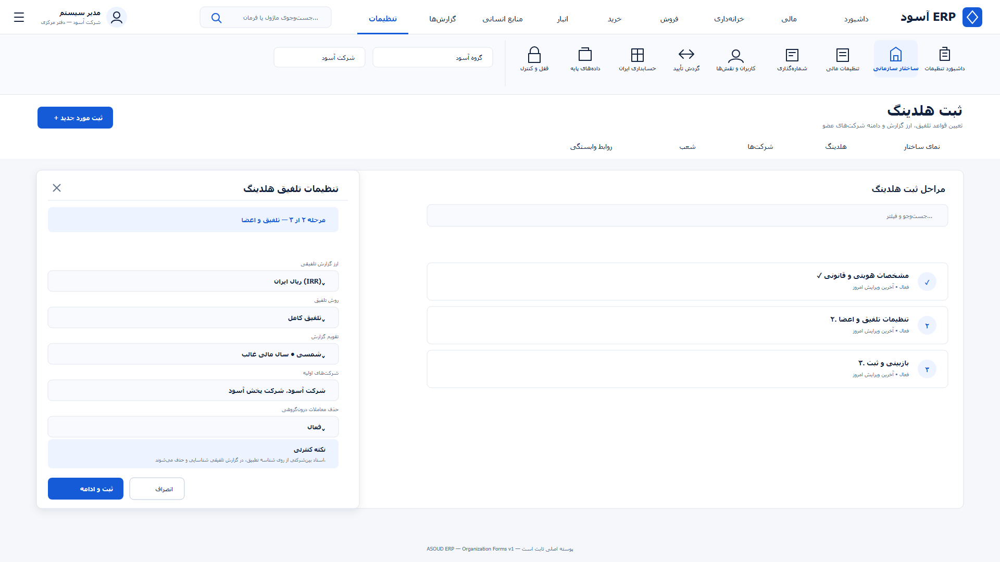 ERP آسود
داشبورد
مالی
خزانه‌داری
فروش
خرید
انبار
منابع انسانی
گزارش‌ها
تنظیمات
جست‌وجوی ماژول یا فرمان...
مدیر سیستم
شرکت آسود — دفتر مرکزی
داشبورد تنظیمات
ساختار سازمانی
تنظیمات مالی
شماره‌گذاری
کاربران و نقش‌ها
گردش تأیید
حسابداری ایران
داده‌های پایه
قفل و کنترل
گروه آسود
شرکت آسود
ثبت هلدینگ
تعیین قواعد تلفیق، ارز گزارش و دامنه شرکت‌های عضو
ثبت مورد جدید +
نمای ساختار
هلدینگ
شرکت‌ها
شعب
روابط وابستگی
مراحل ثبت هلدینگ
جست‌وجو و فیلتر...
✓
مشخصات هویتی و قانونی ✓
فعال • آخرین ویرایش امروز
۲
تنظیمات تلفیق و اعضا .۲
فعال • آخرین ویرایش امروز
۳
بازبینی و ثبت .۳
فعال • آخرین ویرایش امروز
تنظیمات تلفیق هلدینگ
مرحله ۲ از ۳ — تلفیق و اعضا
ارز گزارش تلفیقی
(IRR) ریال ایران
روش تلفیق
تلفیق کامل
تقویم گزارش
شمسی • سال مالی غالب
شرکت‌های اولیه
شرکت آسود، شرکت پخش آسود
حذف معاملات درون‌گروهی
فعال
نکته کنترلی
اسناد بین‌شرکتی از روی شناسه تطبیق، در گزارش تلفیقی شناسایی و حذف می‌شوند.
انصراف
ثبت و ادامه
پوسته اصلی ثابت است — ASOUD ERP — Organization Forms v1